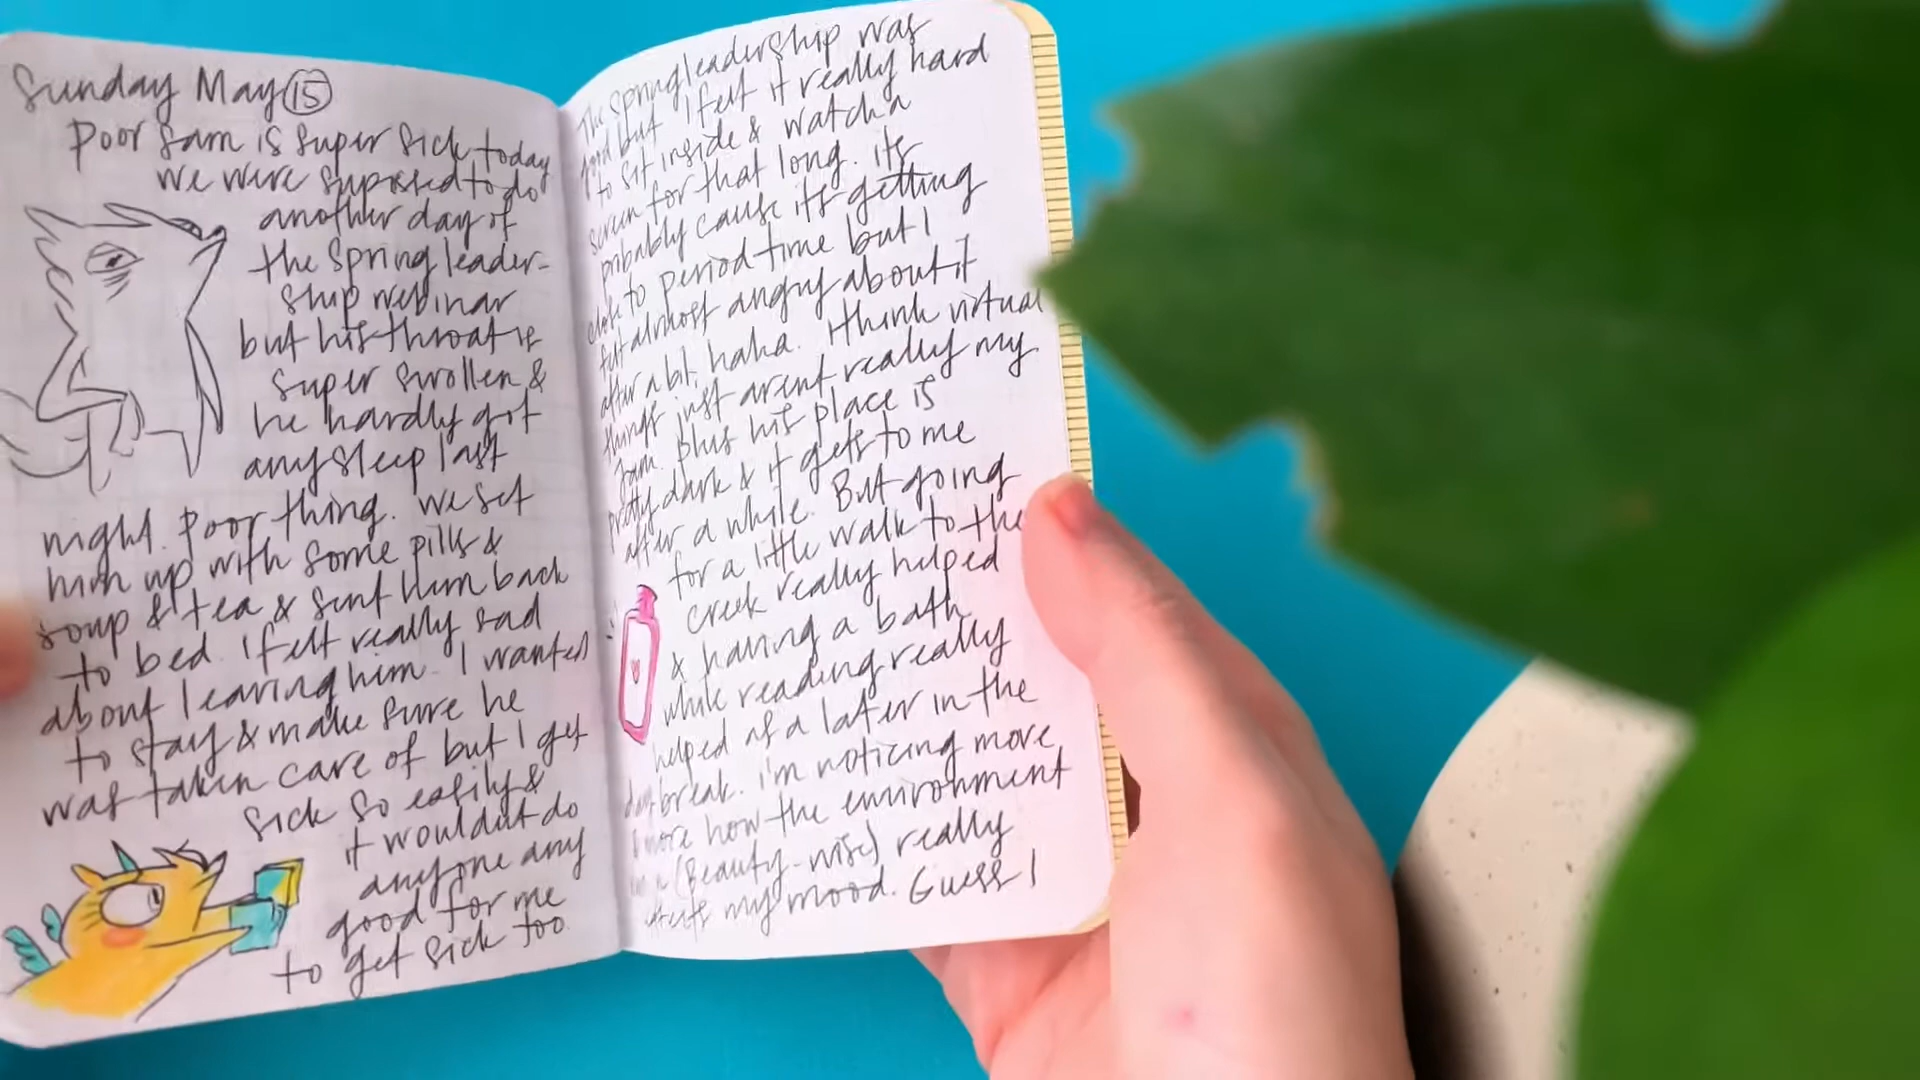 Sunday May 15
Poor Sam is super sick today
we were suposed to do
another day of
the Spring leader-
ship webinar
but his throat is
super swollen &
he hardly got
any sleep last
night. Poor thing. We set
him up with some pills &
soup & tea & sent him back
to bed. I felt really sad
about leaving him. I wanted
to stay & make sure he
was taken care of but I get
sick so easily &
it wouldnt do
anyone any
good for me
to get sick too.
The Spring leadership was
good but I felt it really hard
to sit inside & watch a
screen for that long. its
probably cause its getting
close to period time but I
felt almost angry about it
after a bit, haha. I think virtual
things just arent really my
jam. Plus his place is
pretty dark & it gets to me
after a while. But going
for a little walk to the
creek really helped
& having a bath
while reading really
helped as a later in the
day break. i'm noticing more
& more how the environment
im in (Beauty-wise) really
my mood. Guess I